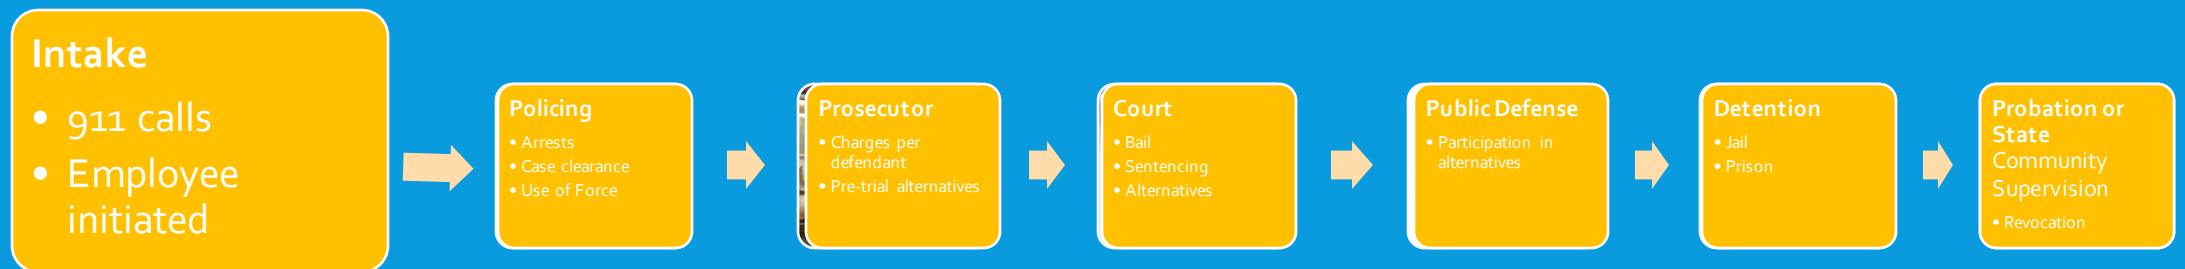 Intake
• 911 calls
• Employee
initiated
Policing
• Arrests
• Case clearance
• Use of Force
Prosecutor
• Charges per
defendant
• Pre-trial alternatives
Court
• Bail
• Sentencing
• Alternatives
Public Defense
• Participation in
alternatives
Detention
• Jail
• Prison
Probation or
State
Community
Supervision
• Revocation